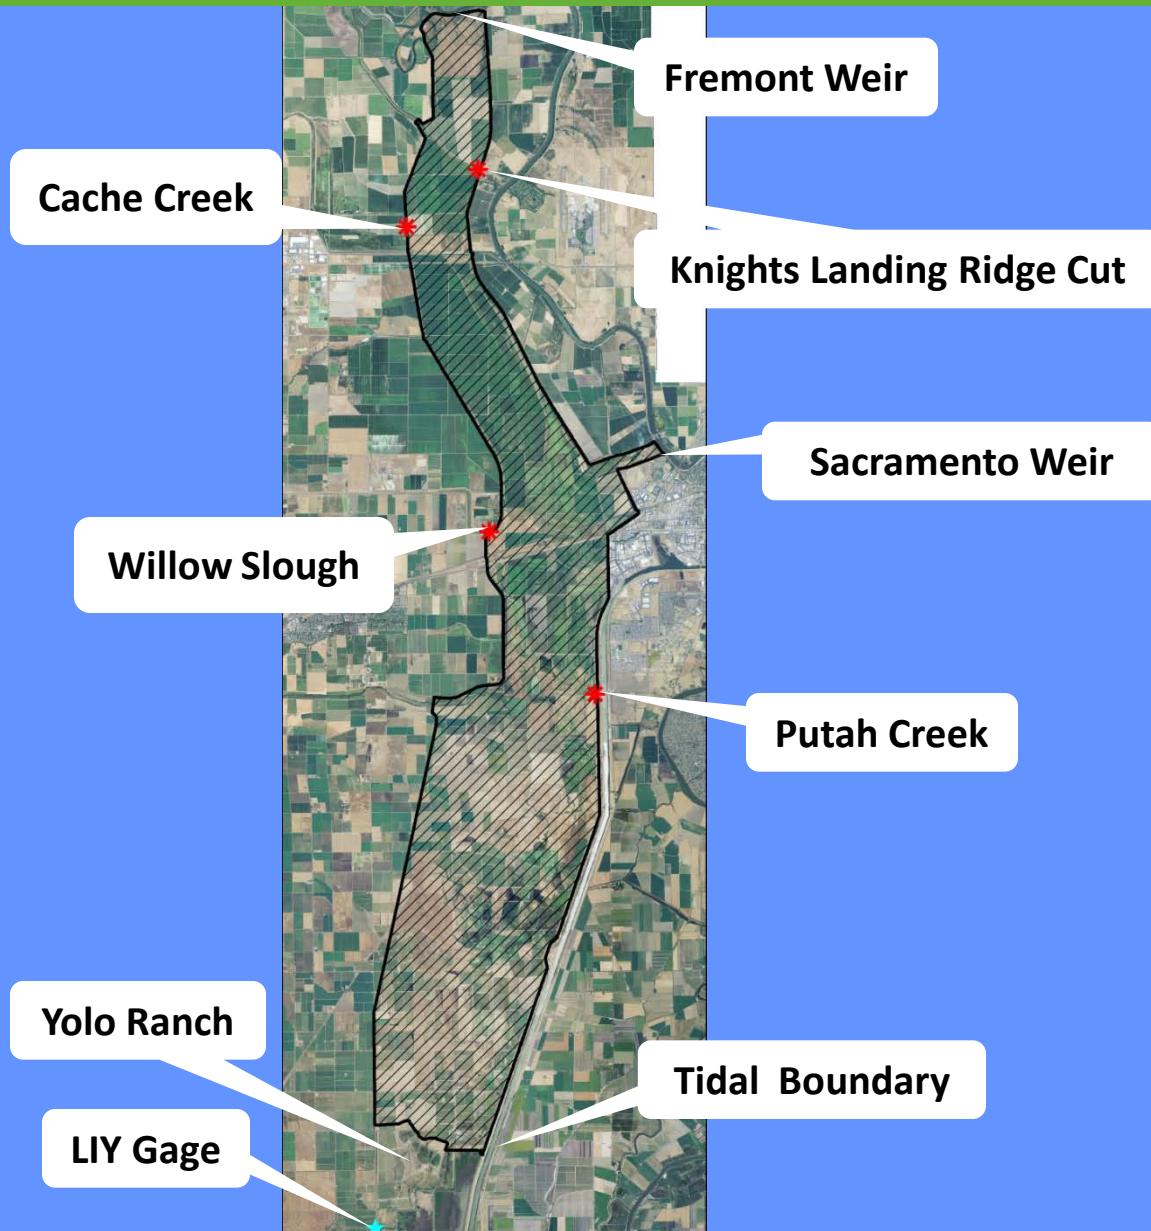 Fremont Weir
Cache Creek
Knights Landing Ridge Cut
Sacramento Weir
Willow Slough
Putah Creek
Yolo Ranch
Tidal Boundary
LIY Gage